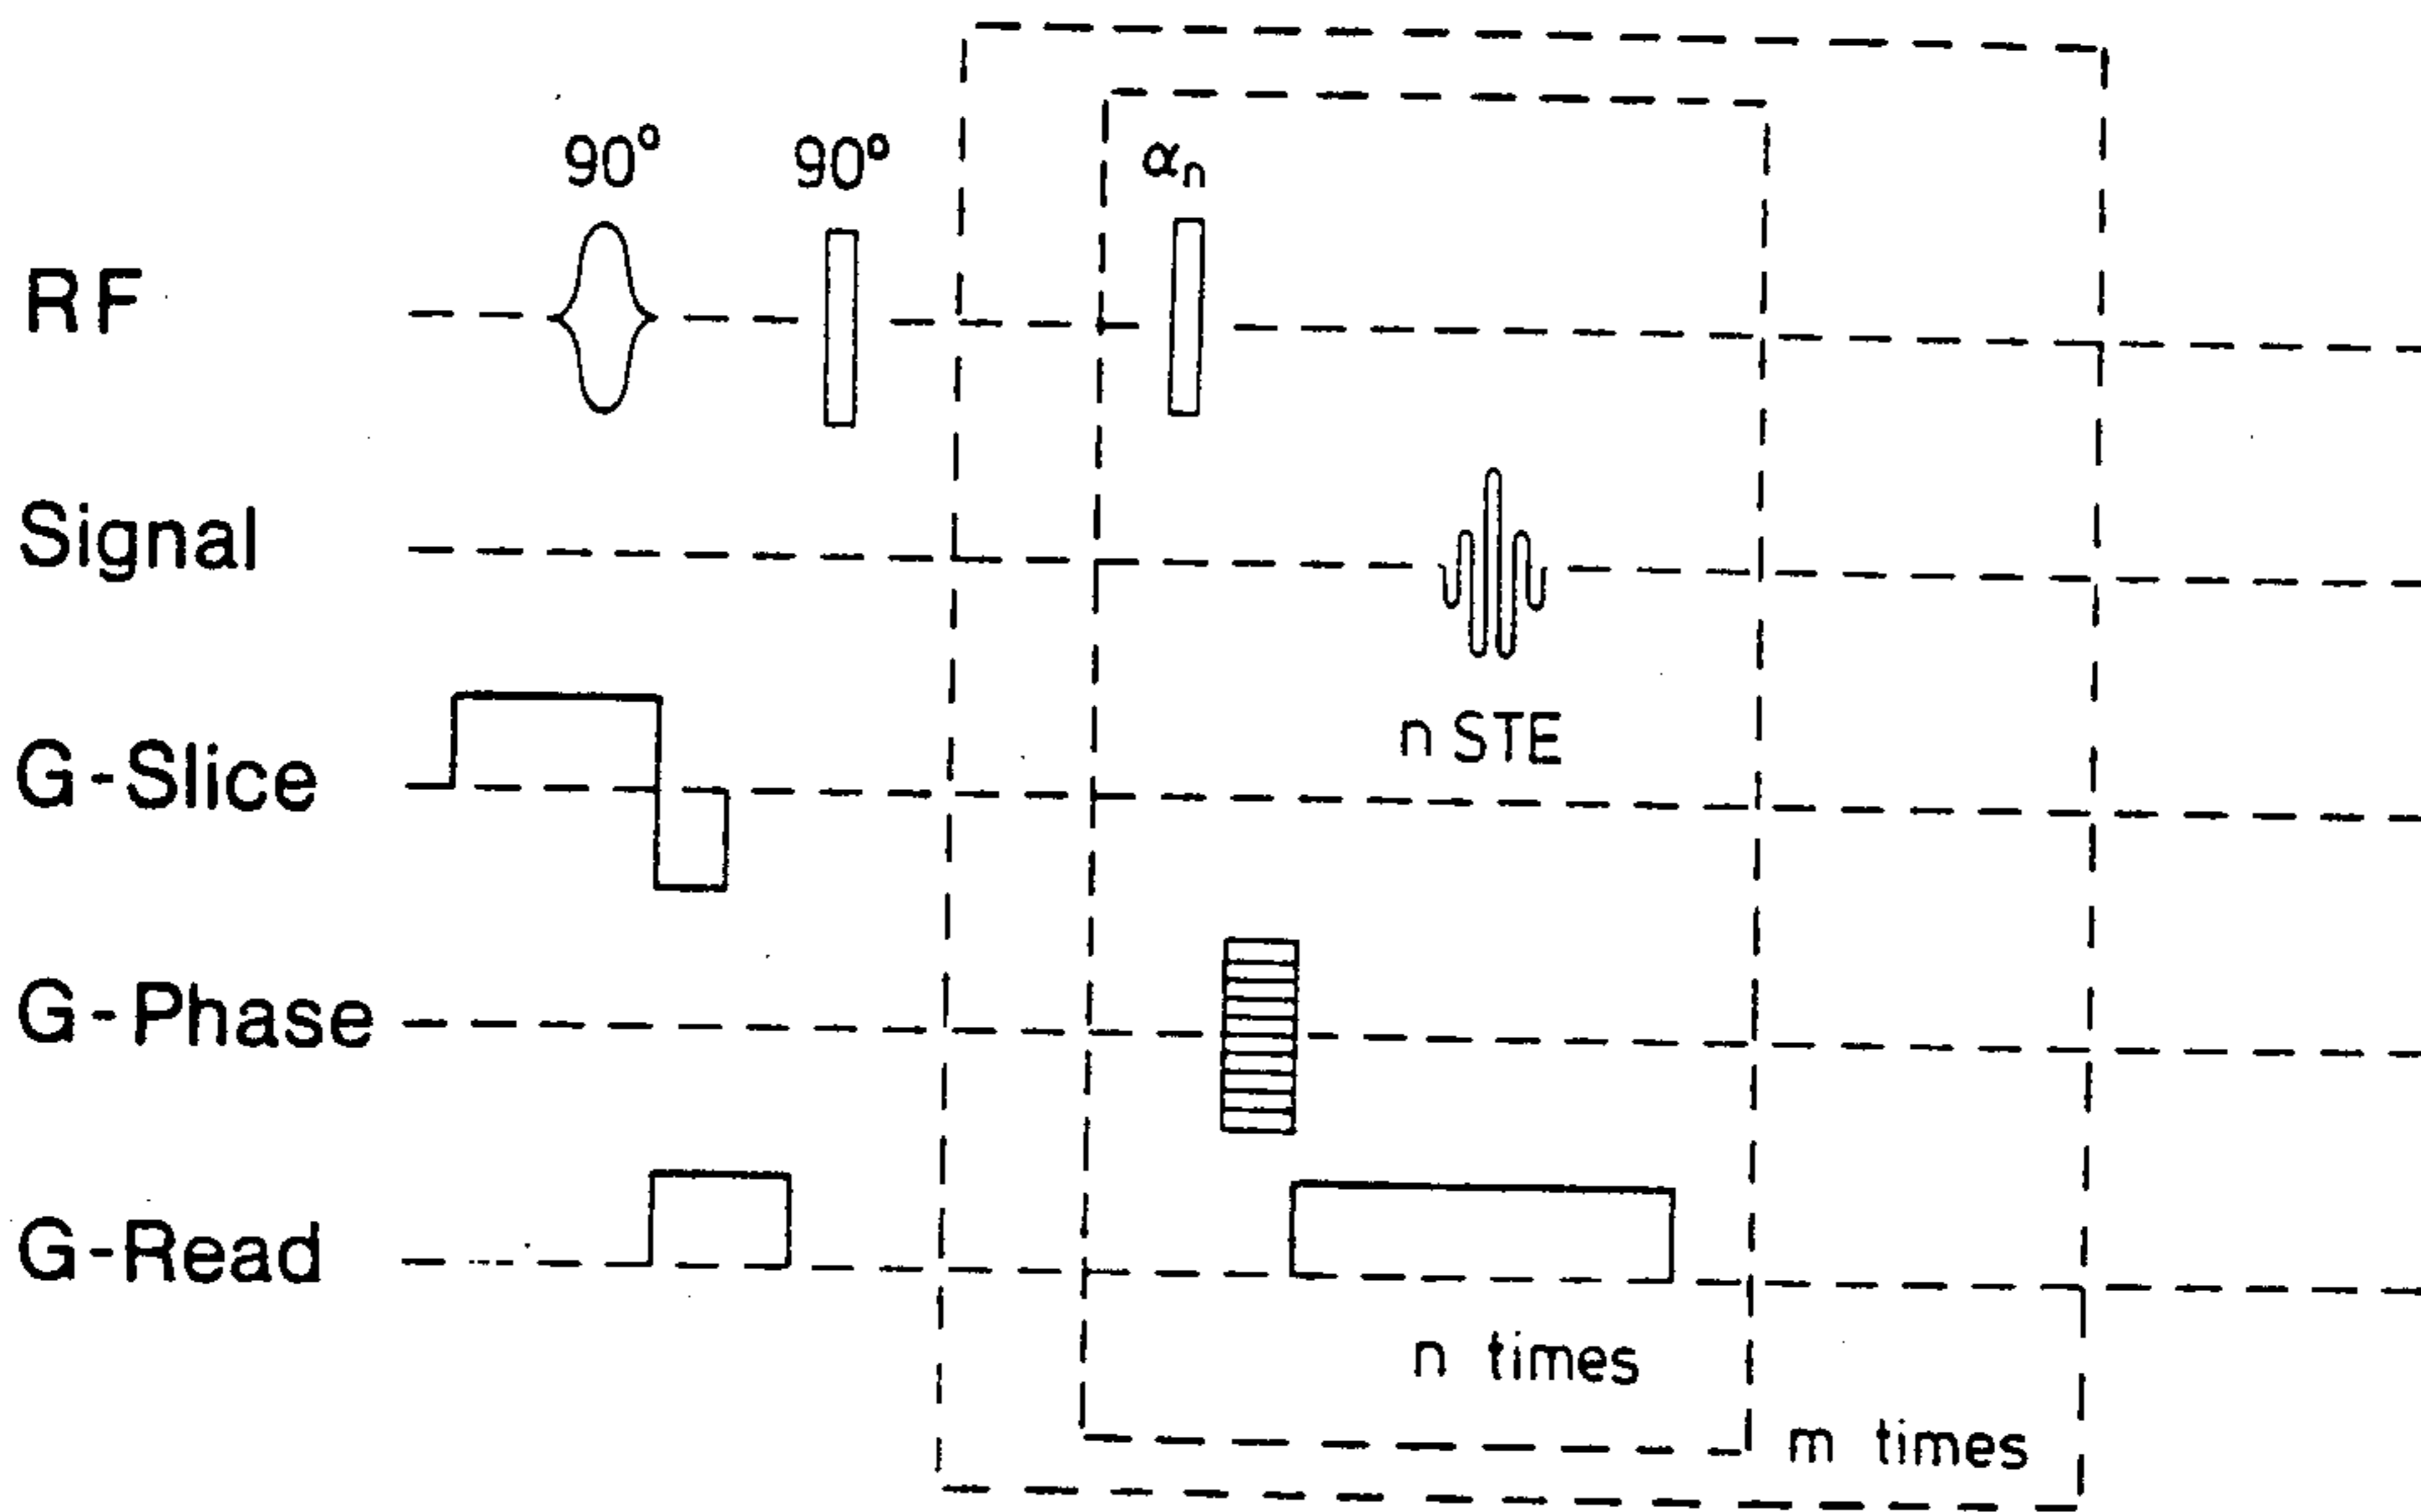 90° 90° αn
RF
Signal
n STE
G-Slice
G-Phase
G-Read
n times
m times